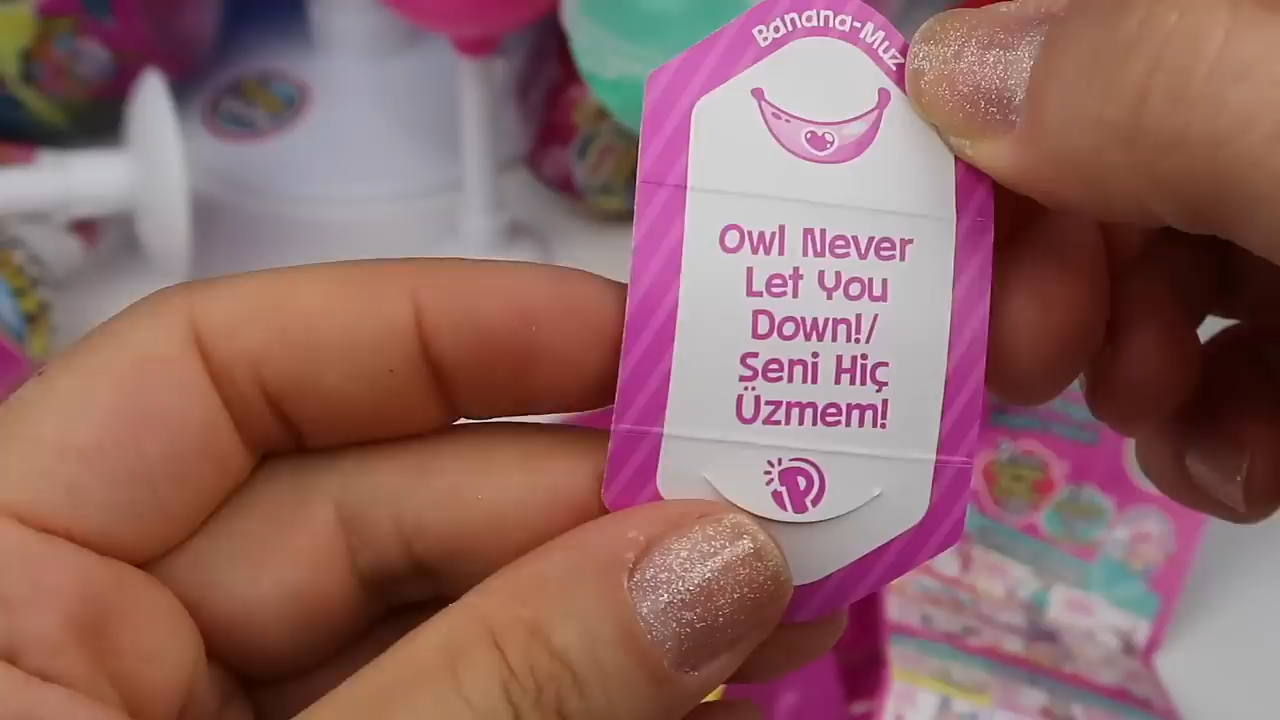 Banana-Muz
Owl Never
Let You
Down!/
Seni Hiç
Üzmem!
P